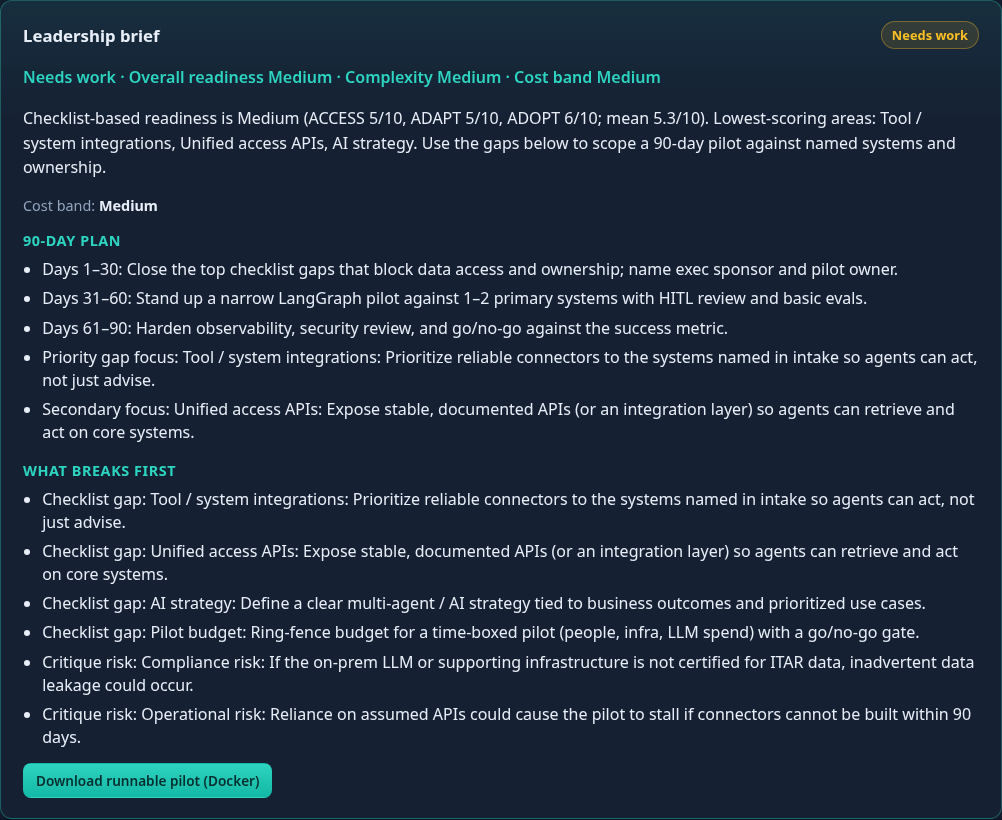 Leadership brief
Needs work
Needs work · Overall readiness Medium · Complexity Medium · Cost band Medium
Checklist-based readiness is Medium (ACCESS 5/10, ADAPT 5/10, ADOPT 6/10; mean 5.3/10). Lowest-scoring areas: Tool /
system integrations, Unified access APIs, AI strategy. Use the gaps below to scope a 90-day pilot against named systems and
ownership.
Cost band: Medium
90-DAY PLAN
• Days 1–30: Close the top checklist gaps that block data access and ownership; name exec sponsor and pilot owner.
• Days 31–60: Stand up a narrow LangGraph pilot against 1–2 primary systems with HITL review and basic evals.
• Days 61–90: Harden observability, security review, and go/no-go against the success metric.
• Priority gap focus: Tool / system integrations: Prioritize reliable connectors to the systems named in intake so agents can act,
not just advise.
• Secondary focus: Unified access APIs: Expose stable, documented APIs (or an integration layer) so agents can retrieve and
act on core systems.
WHAT BREAKS FIRST
• Checklist gap: Tool / system integrations: Prioritize reliable connectors to the systems named in intake so agents can act, not
just advise.
• Checklist gap: Unified access APIs: Expose stable, documented APIs (or an integration layer) so agents can retrieve and act
on core systems.
• Checklist gap: AI strategy: Define a clear multi-agent / AI strategy tied to business outcomes and prioritized use cases.
• Checklist gap: Pilot budget: Ring-fence budget for a time-boxed pilot (people, infra, LLM spend) with a go/no-go gate.
• Critique risk: Compliance risk: If the on-prem LLM or supporting infrastructure is not certified for ITAR data, inadvertent data
leakage could occur.
• Critique risk: Operational risk: Reliance on assumed APIs could cause the pilot to stall if connectors cannot be built within 90
days.
Download runnable pilot (Docker)